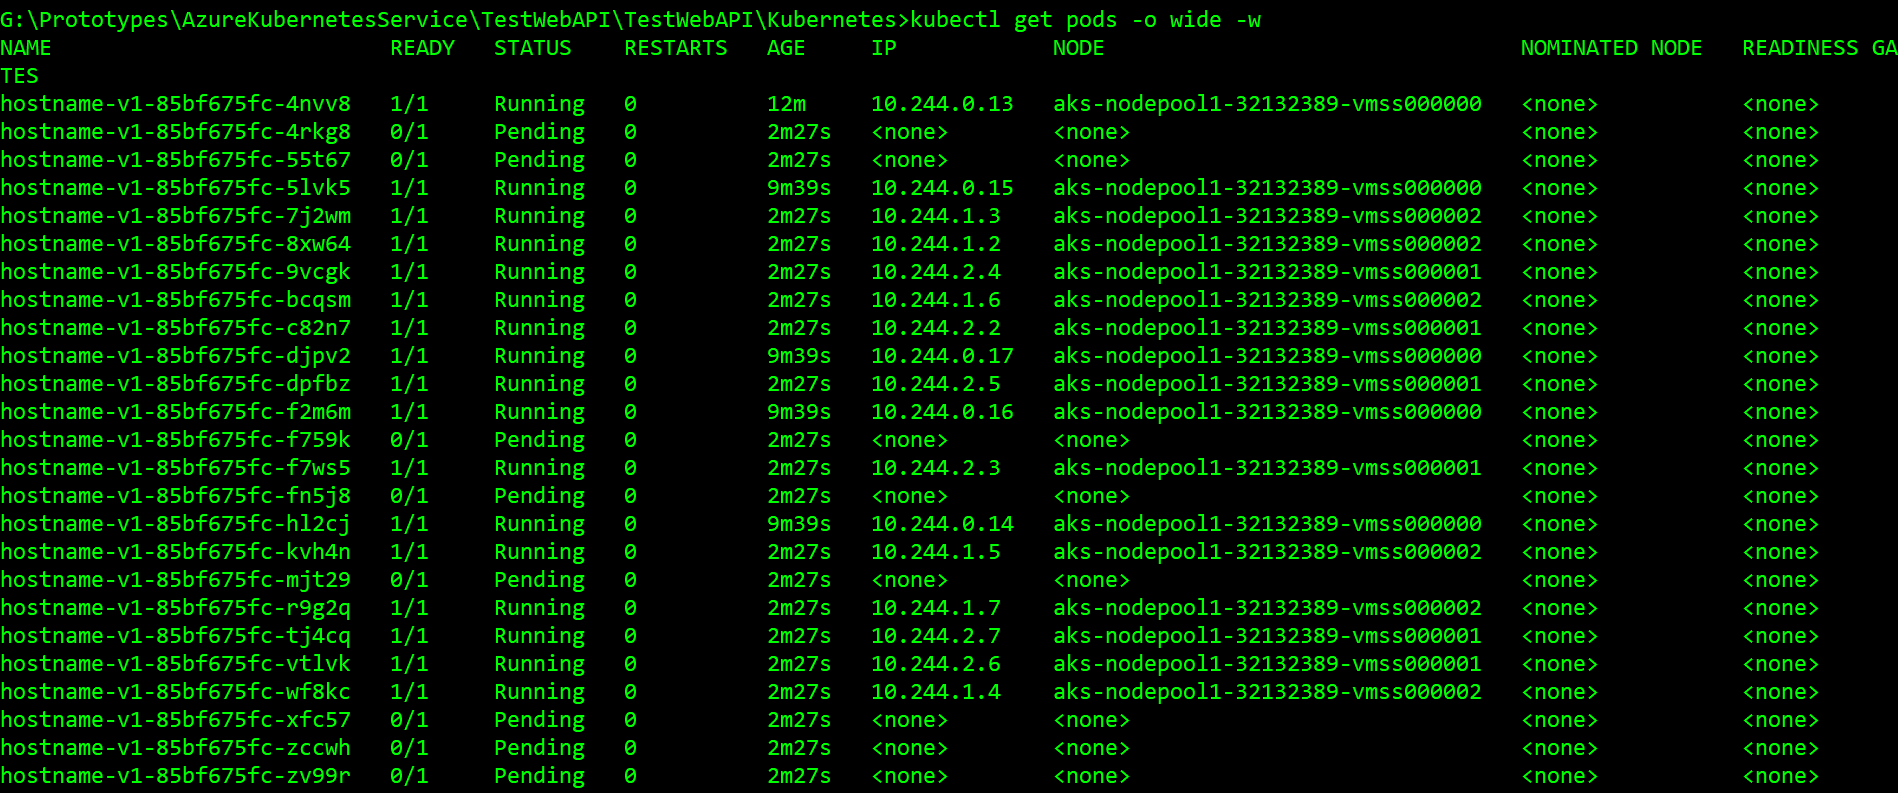 G:\Prototypes\AzureKubernetesService\TestWebAPI\TestWebAPI\Kubernetes>kubectl get pods -o wide -w
NAME                          READY   STATUS    RESTARTS   AGE     IP            NODE                                NOMINATED NODE   READINESS GA
TES
hostname-v1-85bf675fc-4nvv8   1/1     Running   0          12m     10.244.0.13   aks-nodepool1-32132389-vmss000000   <none>           <none>
hostname-v1-85bf675fc-4rkg8   0/1     Pending   0          2m27s   <none>        <none>                              <none>           <none>
hostname-v1-85bf675fc-55t67   0/1     Pending   0          2m27s   <none>        <none>                              <none>           <none>
hostname-v1-85bf675fc-5lvk5   1/1     Running   0          9m39s   10.244.0.15   aks-nodepool1-32132389-vmss000000   <none>           <none>
hostname-v1-85bf675fc-7j2wm   1/1     Running   0          2m27s   10.244.1.3    aks-nodepool1-32132389-vmss000002   <none>           <none>
hostname-v1-85bf675fc-8xw64   1/1     Running   0          2m27s   10.244.1.2    aks-nodepool1-32132389-vmss000002   <none>           <none>
hostname-v1-85bf675fc-9vcgk   1/1     Running   0          2m27s   10.244.2.4    aks-nodepool1-32132389-vmss000001   <none>           <none>
hostname-v1-85bf675fc-bcqsm   1/1     Running   0          2m27s   10.244.1.6    aks-nodepool1-32132389-vmss000002   <none>           <none>
hostname-v1-85bf675fc-c82n7   1/1     Running   0          2m27s   10.244.2.2    aks-nodepool1-32132389-vmss000001   <none>           <none>
hostname-v1-85bf675fc-djpv2   1/1     Running   0          9m39s   10.244.0.17   aks-nodepool1-32132389-vmss000000   <none>           <none>
hostname-v1-85bf675fc-dpfbz   1/1     Running   0          2m27s   10.244.2.5    aks-nodepool1-32132389-vmss000001   <none>           <none>
hostname-v1-85bf675fc-f2m6m   1/1     Running   0          9m39s   10.244.0.16   aks-nodepool1-32132389-vmss000000   <none>           <none>
hostname-v1-85bf675fc-f759k   0/1     Pending   0          2m27s   <none>        <none>                              <none>           <none>
hostname-v1-85bf675fc-f7ws5   1/1     Running   0          2m27s   10.244.2.3    aks-nodepool1-32132389-vmss000001   <none>           <none>
hostname-v1-85bf675fc-fn5j8   0/1     Pending   0          2m27s   <none>        <none>                              <none>           <none>
hostname-v1-85bf675fc-hl2cj   1/1     Running   0          9m39s   10.244.0.14   aks-nodepool1-32132389-vmss000000   <none>           <none>
hostname-v1-85bf675fc-kvh4n   1/1     Running   0          2m27s   10.244.1.5    aks-nodepool1-32132389-vmss000002   <none>           <none>
hostname-v1-85bf675fc-mjt29   0/1     Pending   0          2m27s   <none>        <none>                              <none>           <none>
hostname-v1-85bf675fc-r9g2q   1/1     Running   0          2m27s   10.244.1.7    aks-nodepool1-32132389-vmss000002   <none>           <none>
hostname-v1-85bf675fc-tj4cq   1/1     Running   0          2m27s   10.244.2.7    aks-nodepool1-32132389-vmss000001   <none>           <none>
hostname-v1-85bf675fc-vtlvk   1/1     Running   0          2m27s   10.244.2.6    aks-nodepool1-32132389-vmss000001   <none>           <none>
hostname-v1-85bf675fc-wf8kc   1/1     Running   0          2m27s   10.244.1.4    aks-nodepool1-32132389-vmss000002   <none>           <none>
hostname-v1-85bf675fc-xfc57   0/1     Pending   0          2m27s   <none>        <none>                              <none>           <none>
hostname-v1-85bf675fc-zccwh   0/1     Pending   0          2m27s   <none>        <none>                              <none>           <none>
hostname-v1-85bf675fc-zv99r   0/1     Pending   0          2m27s   <none>        <none>                              <none>           <none>